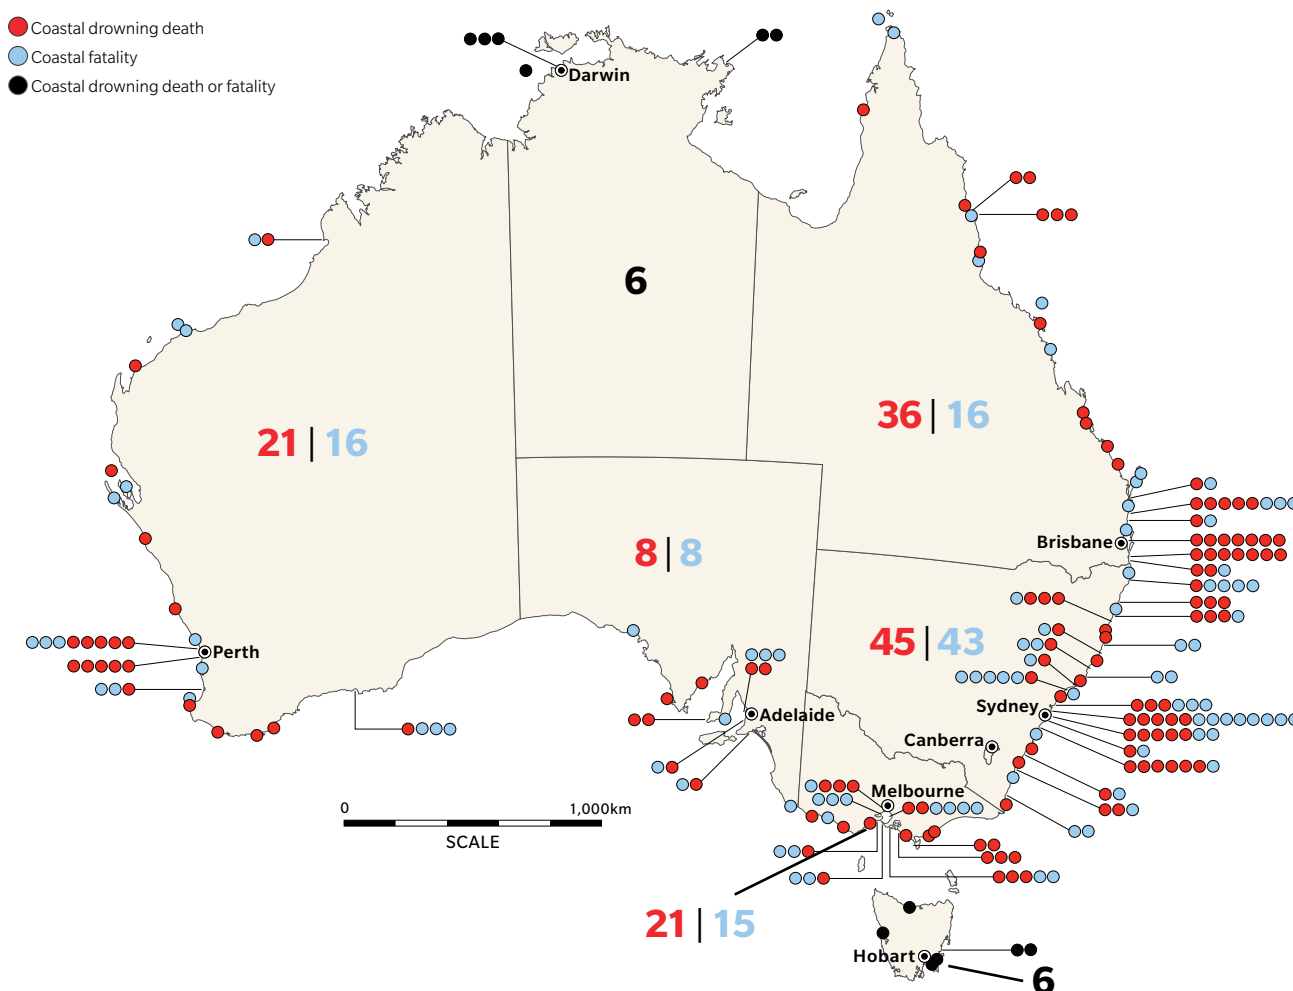 Coastal drowning death
Coastal fatality
Coastal drowning death or fatality
Darwin
6
36 | 16
21 | 16
8 | 8
Brisbane
45 | 43
Perth
Sydney
Adelaide
Canberra
Melbourne
0 1,000km
SCALE
21 | 15
Hobart
6